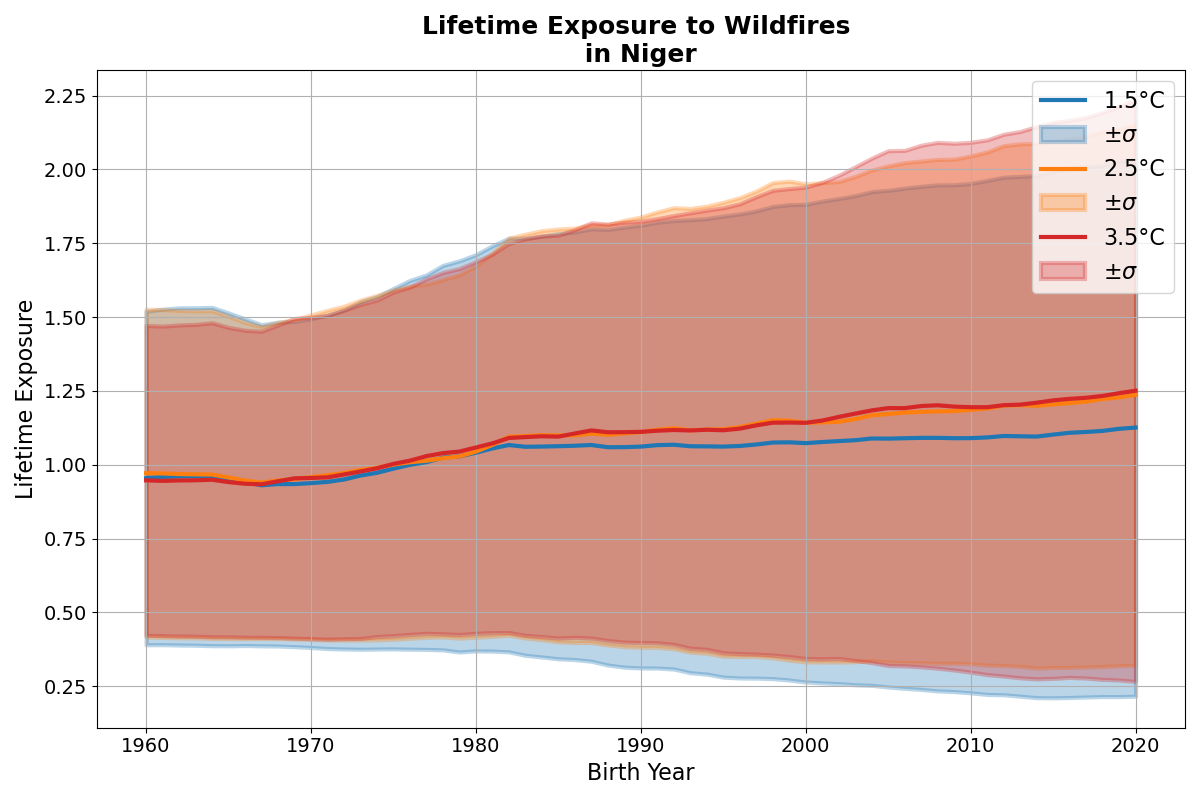 Lifetime Exposure to Wildfires
in Niger
1.5°C
±σ
2.5°C
±σ
3.5°C
±σ
Lifetime Exposure
2.25
2.00
1.75
1.50
1.25
1.00
0.75
0.50
0.25
1960 1970 1980 1990 2000 2010 2020
Birth Year